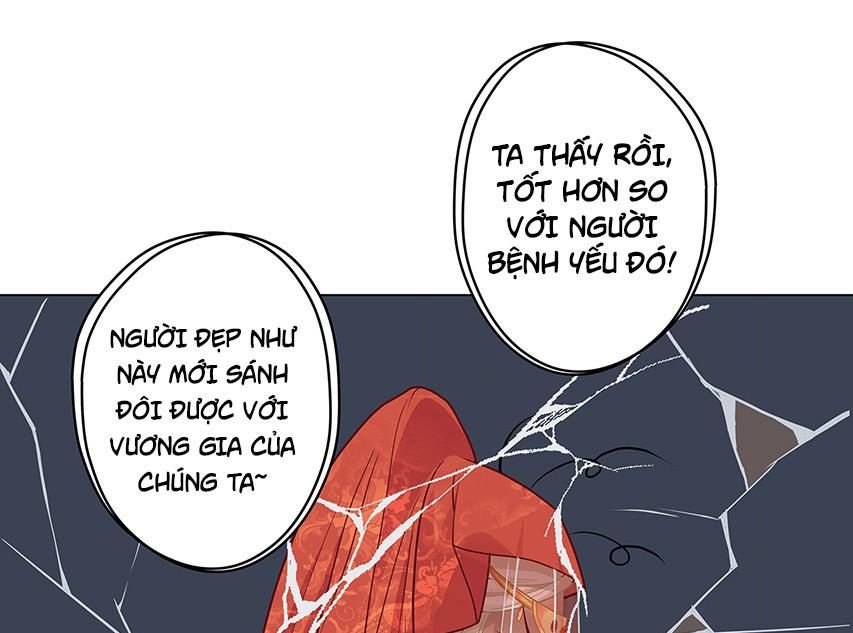 TA THẤY RỒI,
TỐT HƠN SO
VỚI NGƯỜI
BỆNH YẾU ĐÓ!
NGƯỜI ĐẸP NHƯ
NÀY MỚI SÁNH
ĐÔI ĐƯỢC VỚI
VƯƠNG GIA CỦA
CHÚNG TA~